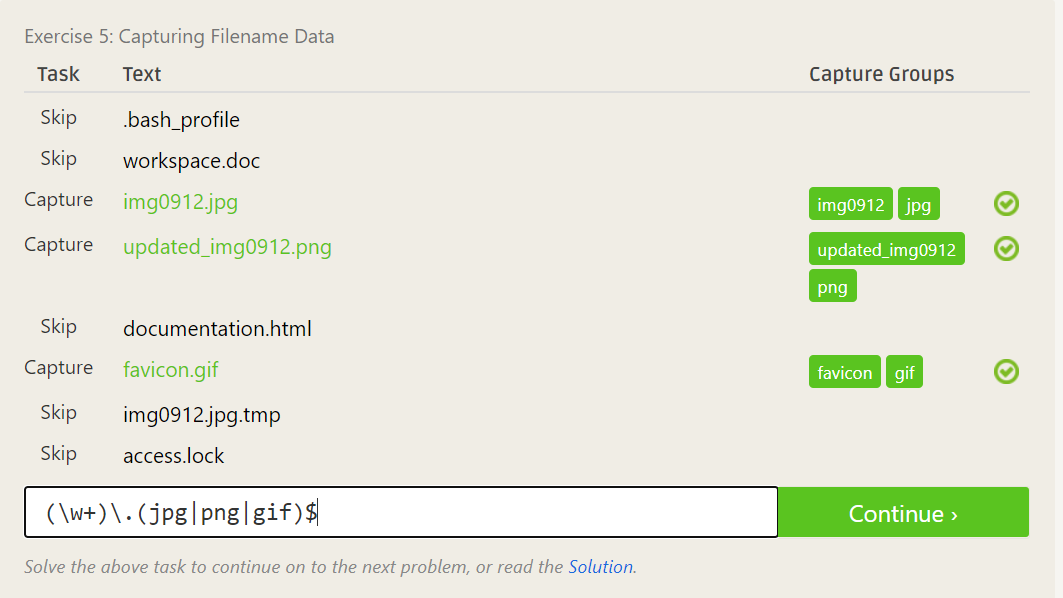 Exercise 5: Capturing Filename Data
Task Text Capture Groups
Skip .bash_profile
Skip workspace.doc
Capture img0912.jpg img0912 jpg
Capture updated_img0912.png updated_img0912
png
Skip documentation.html
Capture favicon.gif favicon gif
Skip img0912.jpg.tmp
Skip access.lock
(\w+)\.(jpg|png|gif)$ Continue ›
Solve the above task to continue on to the next problem, or read the Solution.